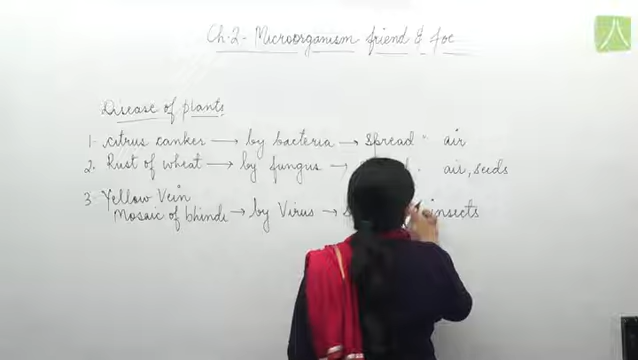 Ch-2- Microorganism friend & foe
Disease of plants
1. Citrus canker → by bacteria → spread air
2. Rust of wheat → by fungus → air, seeds
3. Yellow Vein
Mosaic of bhindi → by Virus → insects